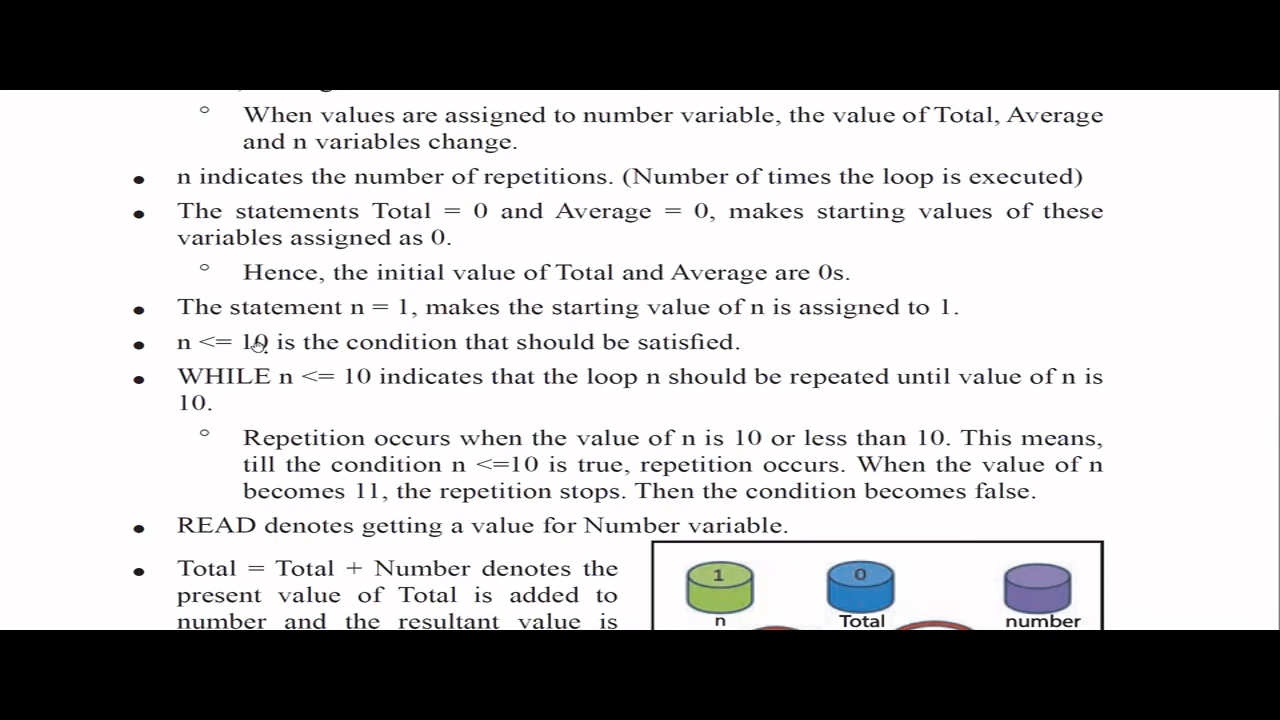 When values are assigned to number variable, the value of Total, Average
and n variables change.
n indicates the number of repetitions. (Number of times the loop is executed)
The statements Total = 0 and Average = 0, makes starting values of these
variables assigned as 0.
Hence, the initial value of Total and Average are 0s.
The statement n = 1, makes the starting value of n is assigned to 1.
n <= 10 is the condition that should be satisfied.
WHILE n <= 10 indicates that the loop n should be repeated until value of n is
10.
Repetition occurs when the value of n is 10 or less than 10. This means,
till the condition n <=10 is true, repetition occurs. When the value of n
becomes 11, the repetition stops. Then the condition becomes false.
READ denotes getting a value for Number variable.
Total = Total + Number denotes the
present value of Total is added to
number and the resultant value is
1 0
n Total number